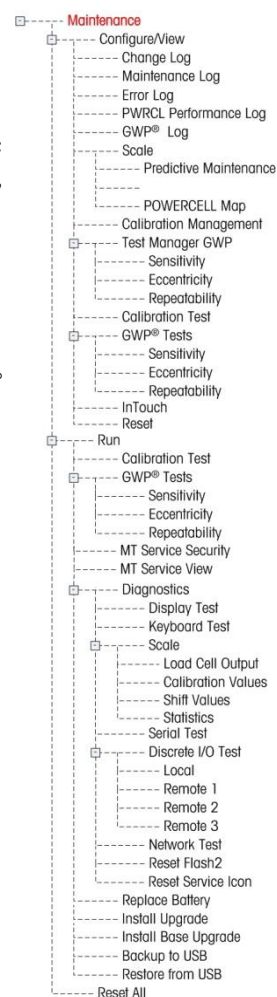 Maintenance
Configure/View
Change Log
Maintenance Log
Error Log
PWRCL Performance Log
GWP® Log
Scale
Predictive Maintenance
POWERCELL Map
Calibration Management
Test Manager GWP
Sensitivity
Eccentricity
Repeatability
Calibration Test
GWP® Tests
Sensitivity
Eccentricity
Repeatability
InTouch
Reset
Run
Calibration Test
GWP® Tests
Sensitivity
Eccentricity
Repeatability
MT Service Security
MT Service View
Diagnostics
Display Test
Keyboard Test
Scale
Load Cell Output
Calibration Values
Shift Values
Statistics
Serial Test
Discrete I/O Test
Local
Remote 1
Remote 2
Remote 3
Network Test
Reset Flash2
Reset Service Icon
Replace Battery
Install Upgrade
Install Base Upgrade
Backup to USB
Restore from USB
Reset All